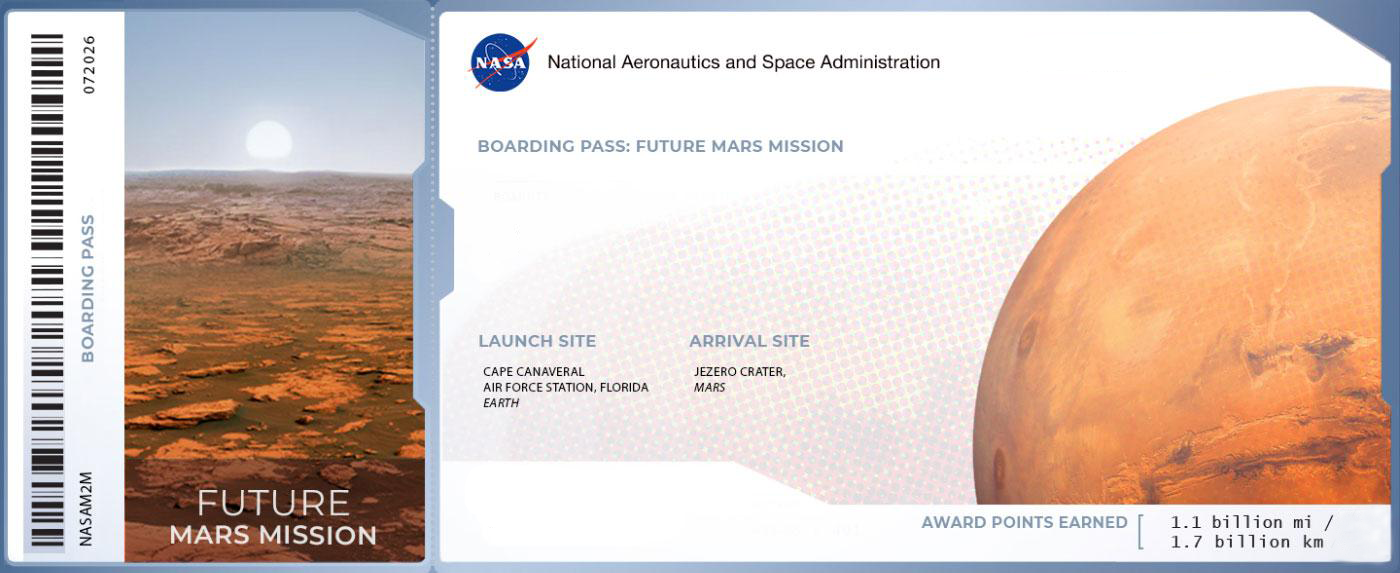 072026
BOARDING PASS
NASAM2M
FUTURE
MARS MISSION
NASA
National Aeronautics and Space Administration
BOARDING PASS: FUTURE MARS MISSION
LAUNCH SITE
CAPE CANAVERAL
AIR FORCE STATION, FLORIDA
EARTH
ARRIVAL SITE
JEZERO CRATER,
MARS
AWARD POINTS EARNED
1.1 billion mi /
1.7 billion km